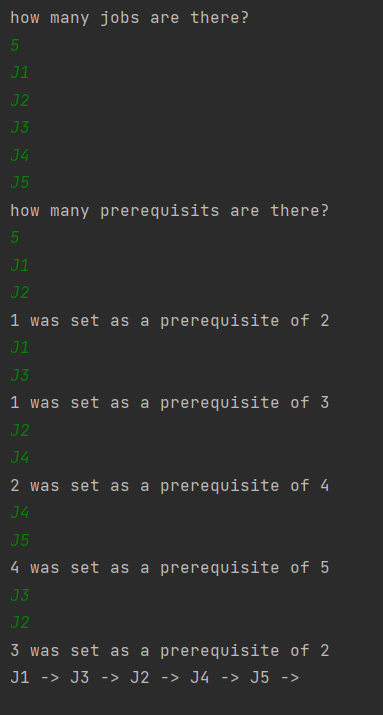 how many jobs are there?
5
J1
J2
J3
J4
J5
how many prerequisits are there?
5
J1
J2
1 was set as a prerequisite of 2
J1
J3
1 was set as a prerequisite of 3
J2
J4
2 was set as a prerequisite of 4
J4
J5
4 was set as a prerequisite of 5
J3
J2
3 was set as a prerequisite of 2
J1 -> J3 -> J2 -> J4 -> J5 ->